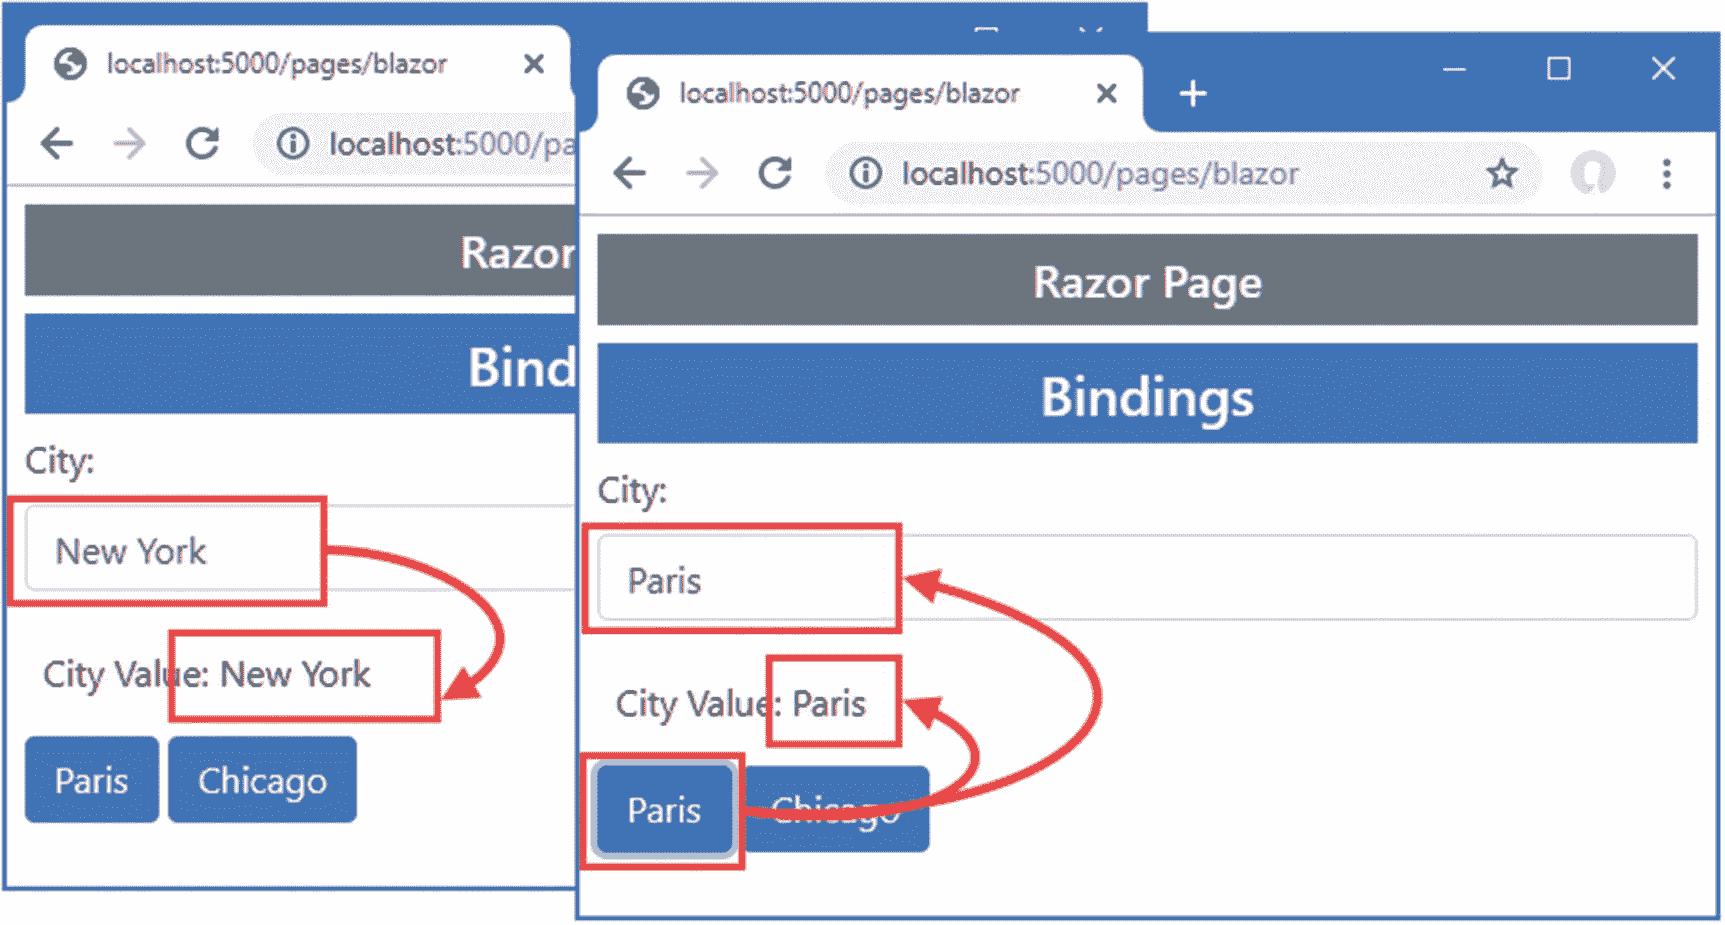 localhost:5000/pages/blazor
localhost:5000/pa
Razor
Bind
City:
New York
City Value: New York
Paris
Chicago
localhost:5000/pages/blazor
localhost:5000/pages/blazor
Razor Page
Bindings
City:
Paris
City Value: Paris
Paris
Chicago